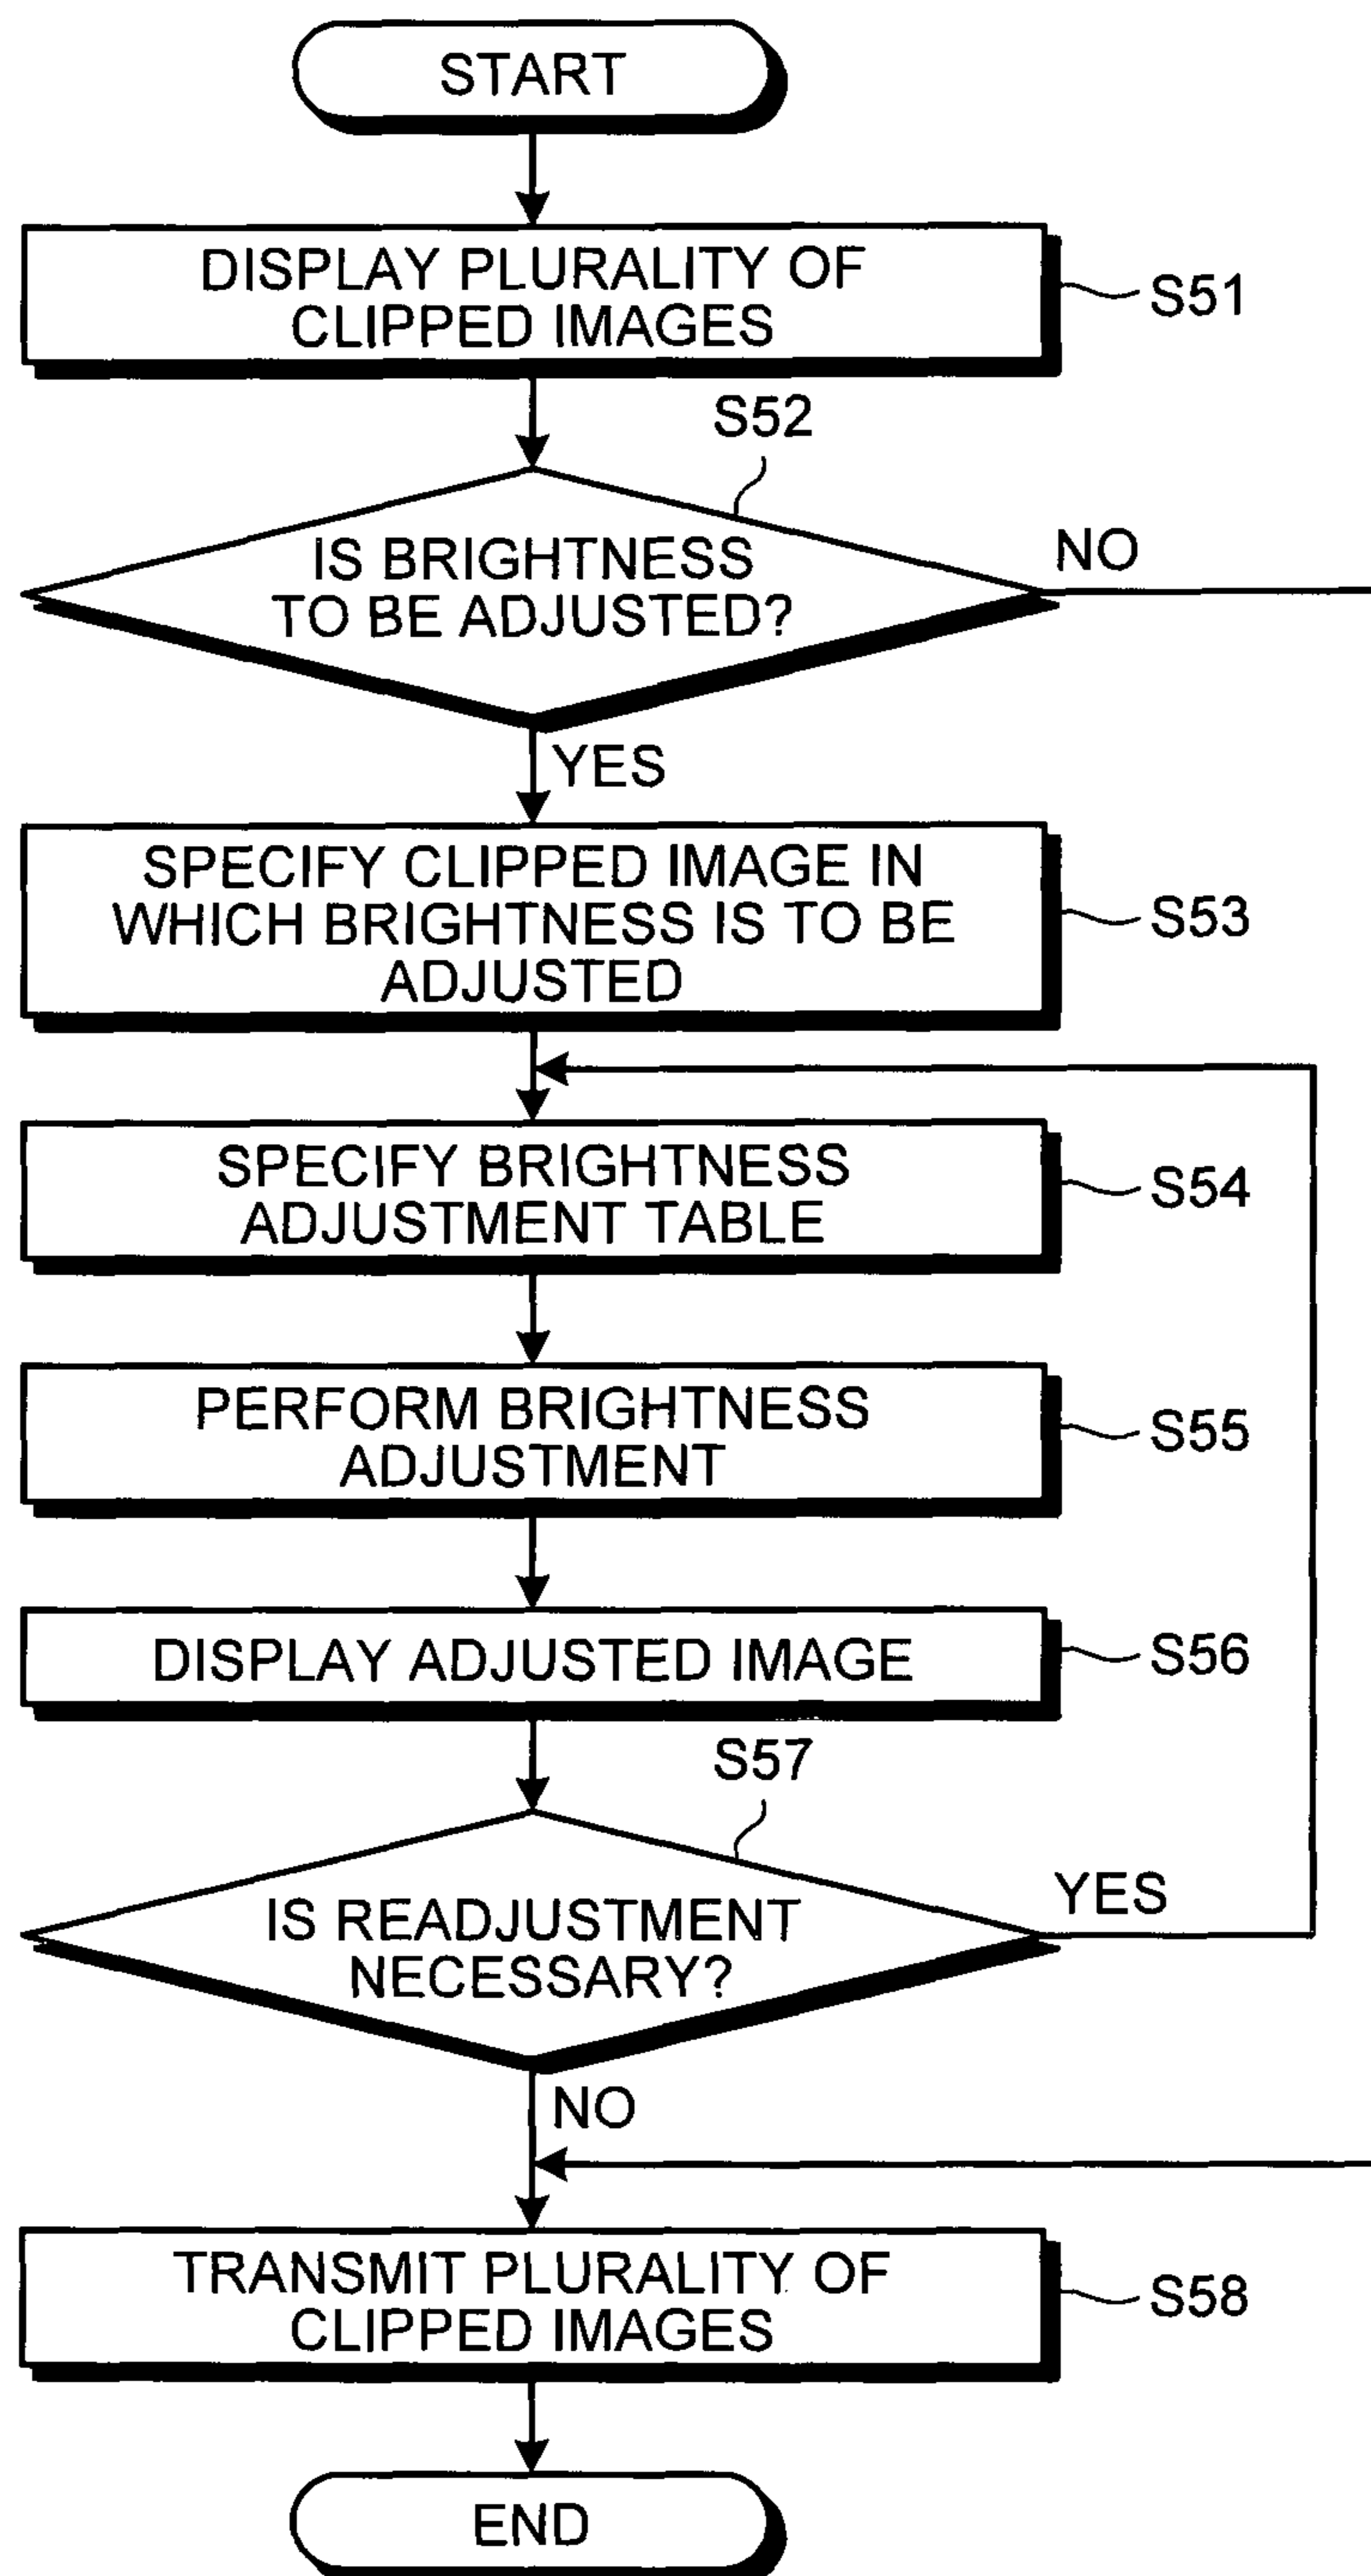 START
DISPLAY PLURALITY OF
CLIPPED IMAGES
S51
S52
IS BRIGHTNESS
TO BE ADJUSTED?
NO
YES
SPECIFY CLIPPED IMAGE IN
WHICH BRIGHTNESS IS TO BE
ADJUSTED
S53
SPECIFY BRIGHTNESS
ADJUSTMENT TABLE
S54
PERFORM BRIGHTNESS
ADJUSTMENT
S55
DISPLAY ADJUSTED IMAGE
S56
S57
IS READJUSTMENT
NECESSARY?
YES
NO
TRANSMIT PLURALITY OF
CLIPPED IMAGES
S58
END